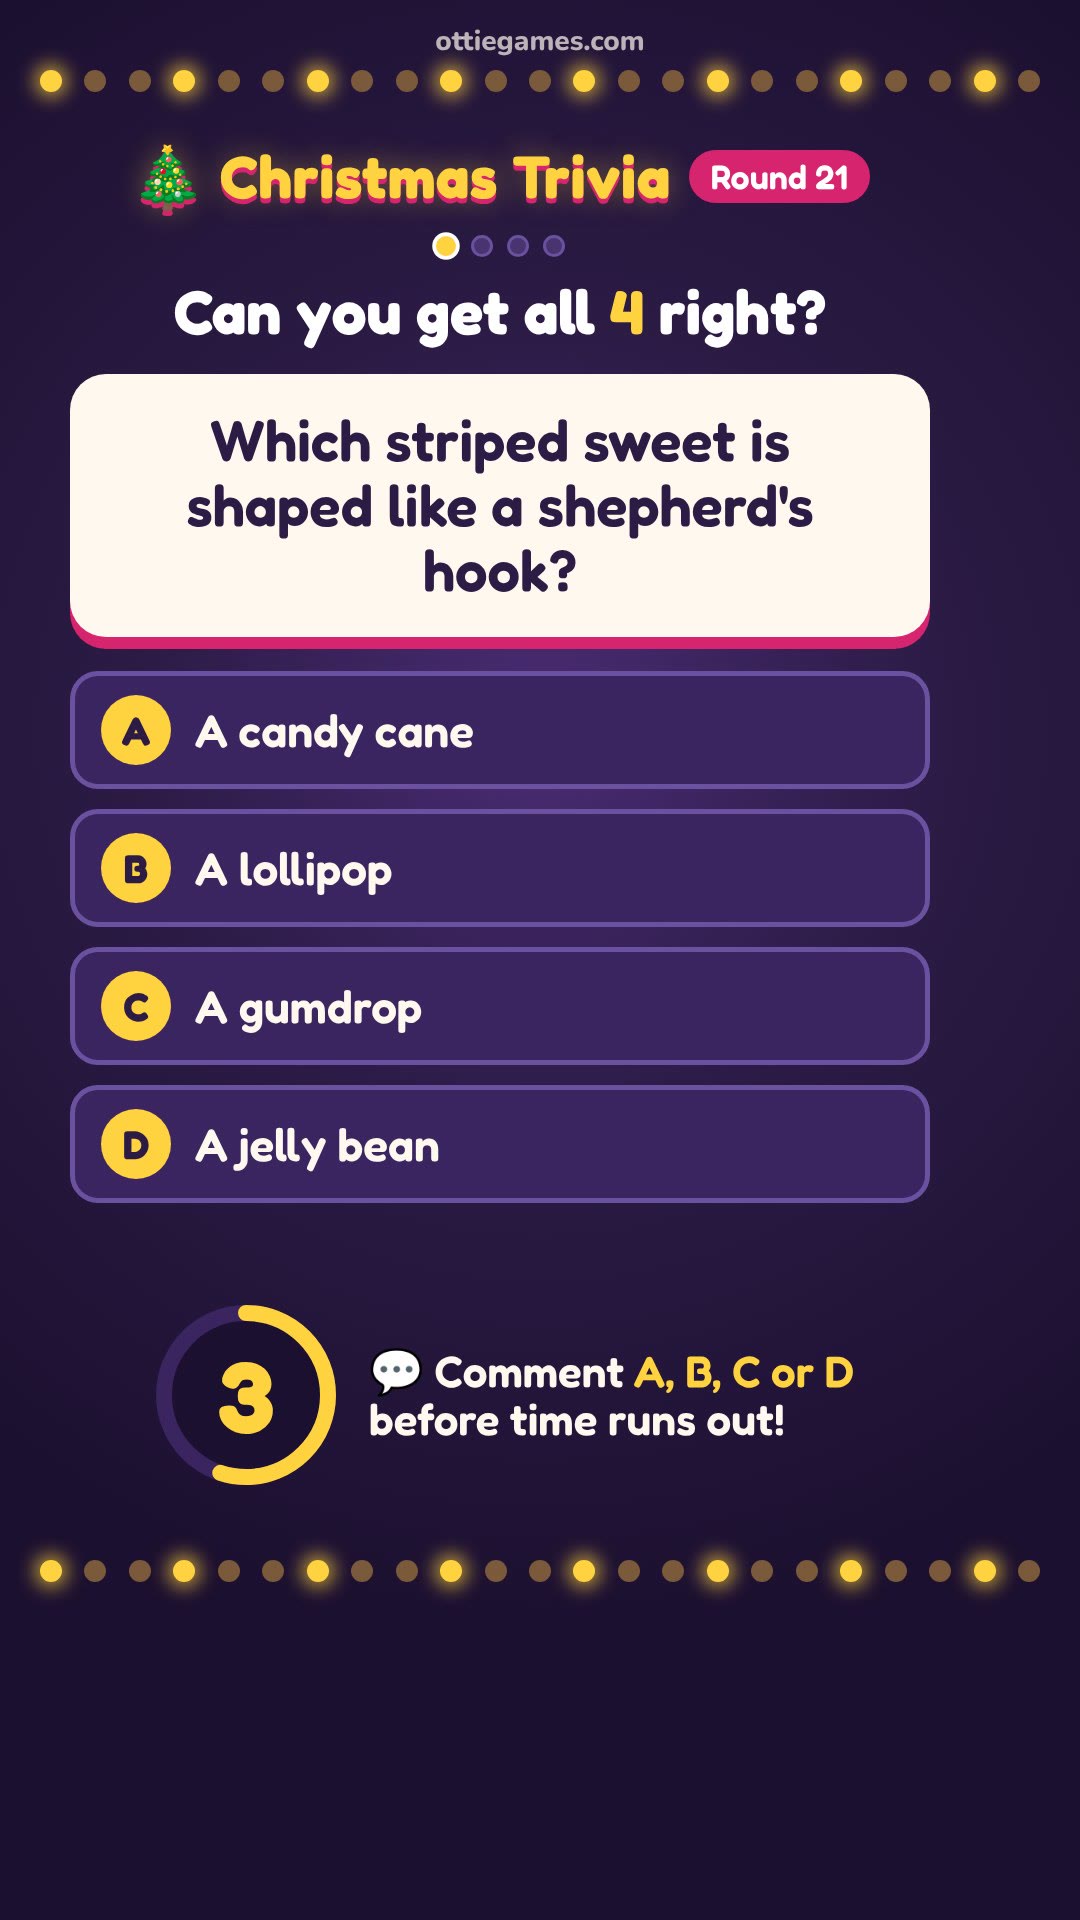 ottiegames.com
Christmas Trivia Round 21
Can you get all 4 right?
Which striped sweet is
shaped like a shepherd's
hook?
A A candy cane
B A lollipop
C A gumdrop
D A jelly bean
3
Comment A, B, C or D
before time runs out!